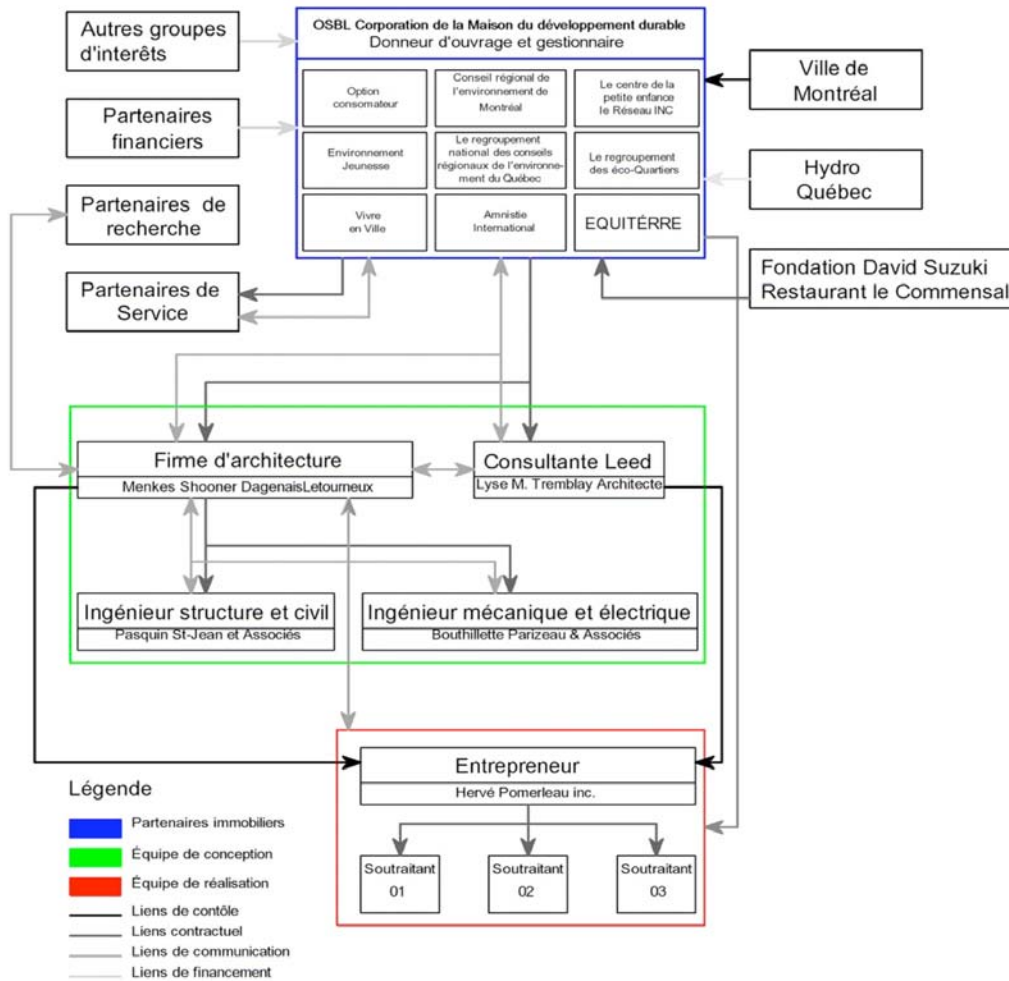 Autres groupes
d'interêts
OSBL Corporation de la Maison du développement durable
Donneur d'ouvrage et gestionnaire
Ville de
Montréal
Partenaires
financiers
Option
consomateur
Conseil régional de
l'environnement de
Montréal
Le centre de la
petite enfance
le Réseau INC
Environnement
Jeunesse
Le regroupement
national des conseils
régionaux de l'environne-
ment du Québec
Le regroupement
des éco-Quartiers
Hydro
Québec
Partenaires de
recherche
Vivre
en Ville
Amnistie
International
EQUITÉRRE
Partenaires de
Service
Fondation David Suzuki
Restaurant le Commensal
Firme d'architecture
Menkes Shooner DagenaisLetourneux
Consultante Leed
Lyse M. Tremblay Architecte
Ingénieur structure et civil
Pasquin St-Jean et Associés
Ingénieur mécanique et électrique
Bouthillette Parizeau & Associés
Entrepreneur
Hervé Pomerleau inc.
Soutraitant
01
Soutraitant
02
Soutraitant
03
Légende
Partenaires immobiliers
Équipe de conception
Équipe de réalisation
Liens de contôle
Liens contractuel
Liens de communication
Liens de financement